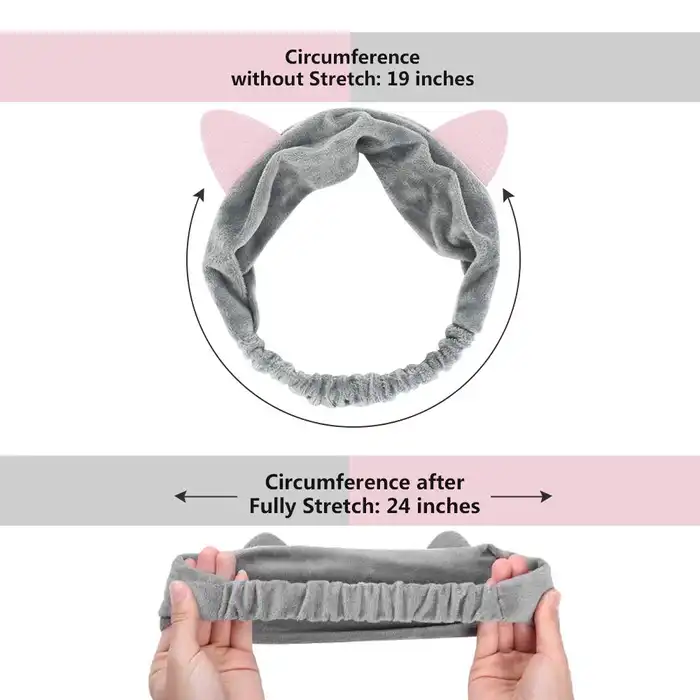 Circumference
without Stretch: 19 inches
Circumference after
Fully Stretch: 24 inches